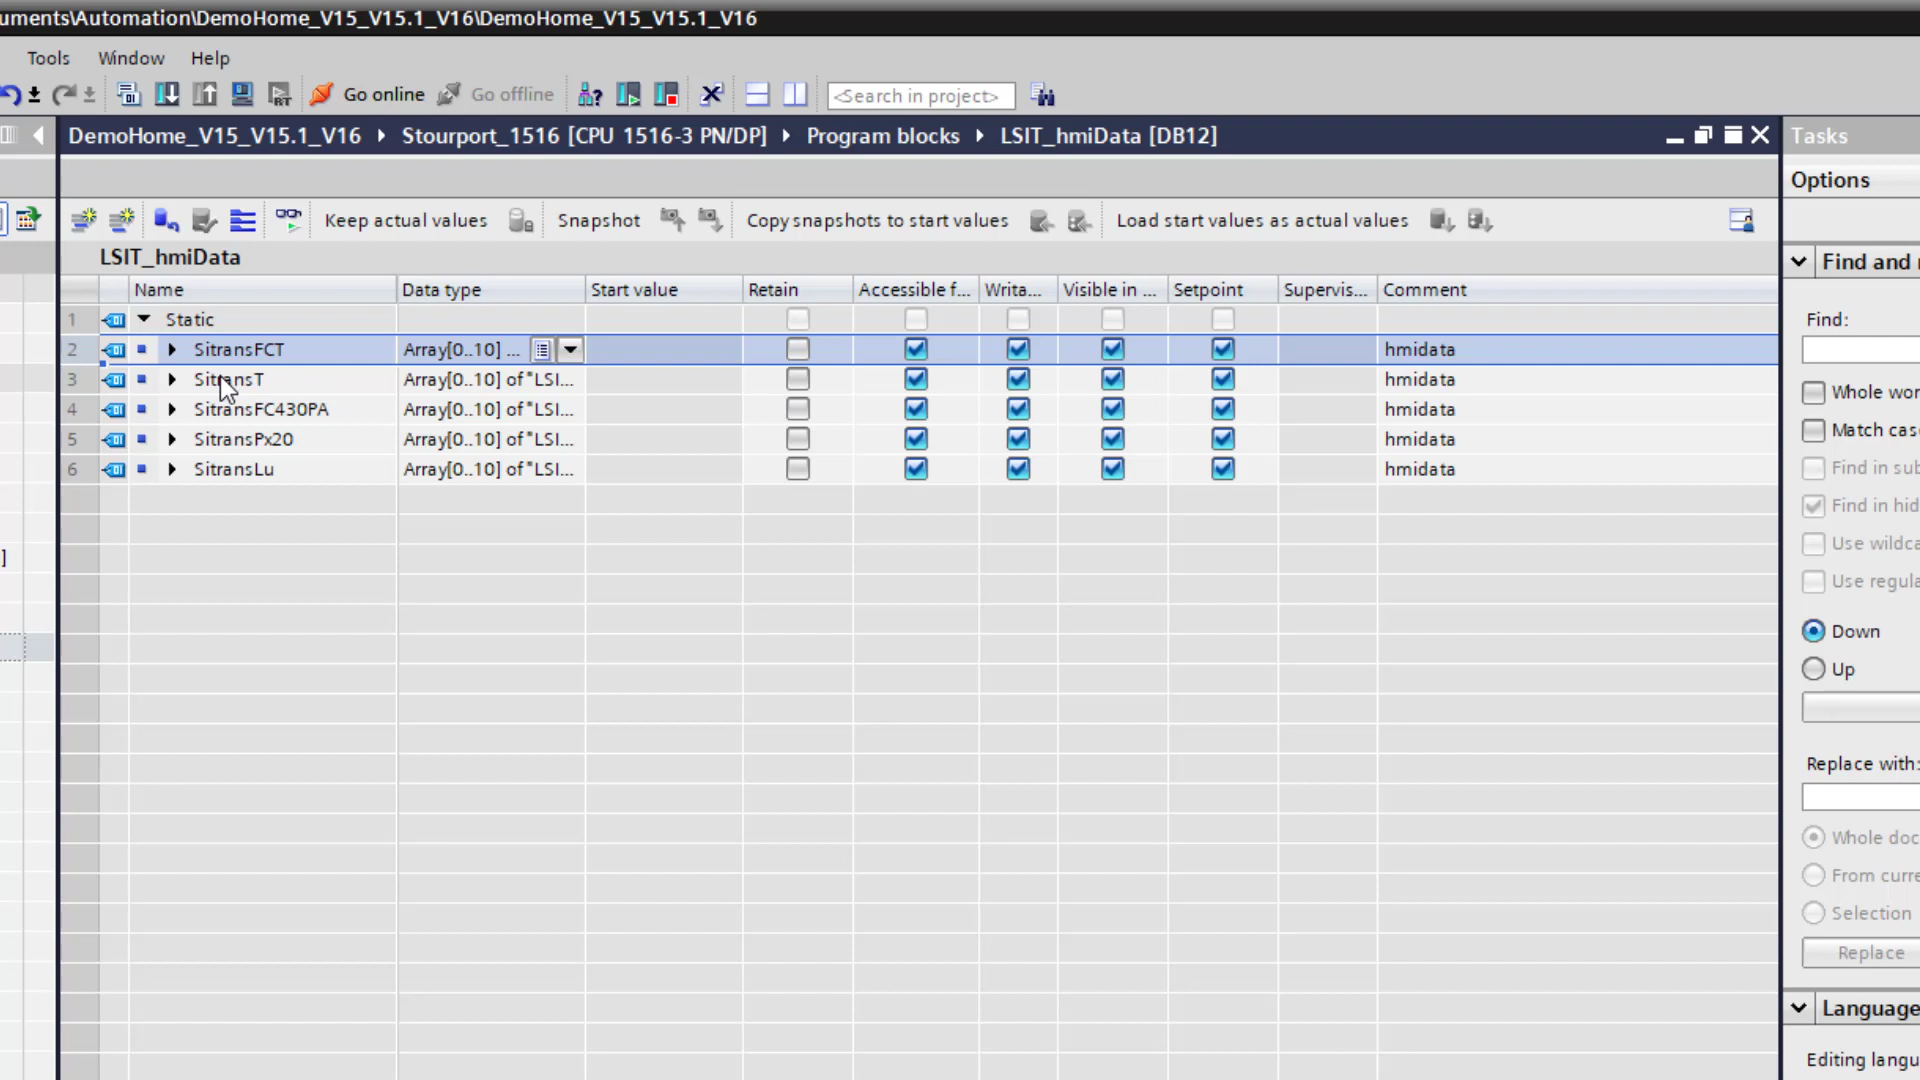 uments\Automation\DemoHome_V15_V15.1_V16\DemoHome_V15_V15.1_V16
Tools Window Help
Go online Go offline <Search in project>
DemoHome_V15_V15.1_V16 Stourport_1516 [CPU 1516-3 PN/DP] Program blocks LSIT_hmiData [DB12] Tasks
Options
Keep actual values Snapshot Copy snapshots to start values Load start values as actual values
LSIT_hmiData Find and
Name Data type Start value Retain Accessible f... Writa... Visible in ... Setpoint Supervis... Comment
1 Static Find:
2 SitransFCT Array[0..10] ... hmidata
3 SitransT Array[0..10] of "LSI... hmidata
Whole wor
4 SitransFC430PA Array[0..10] of "LSI... hmidata
Match cas
5 SitransPx20 Array[0..10] of "LSI... hmidata
6 SitransLu Array[0..10] of "LSI... hmidata
Find in sub
Find in hid
Use wildca
]
Use regula
Down
Up
Replace with:
Whole doc
From curre
Selection
Replace
Language
Editing langu